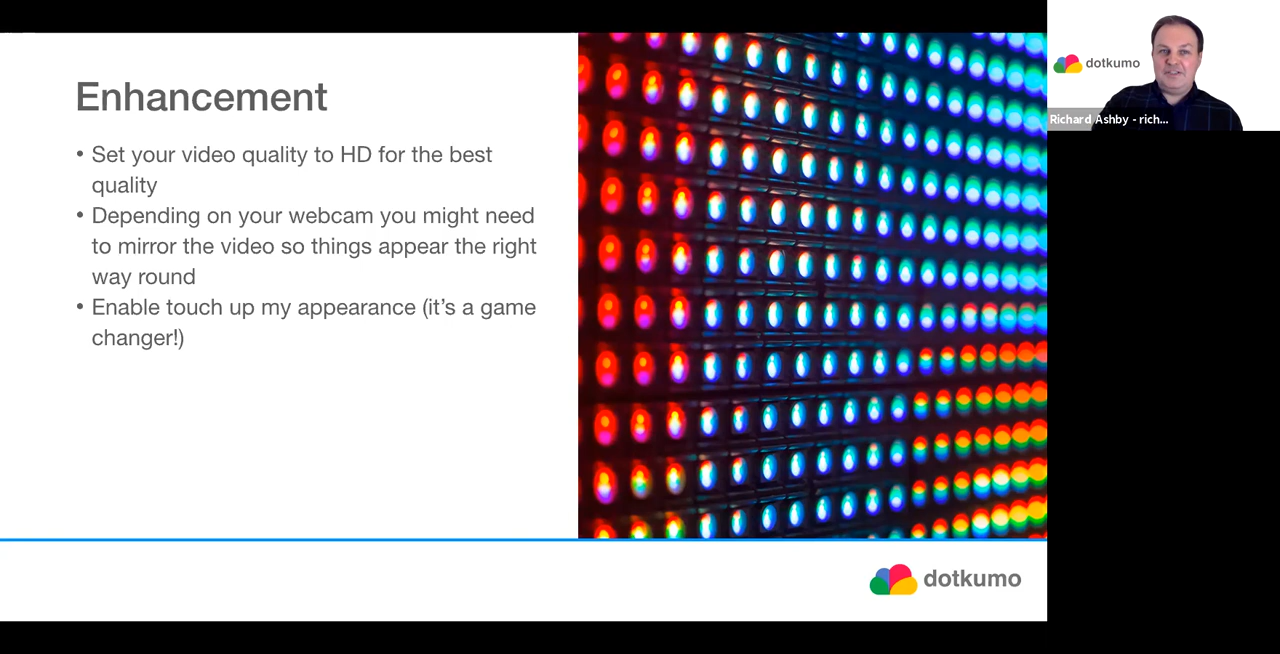 Enhancement
• Set your video quality to HD for the best
quality
• Depending on your webcam you might need
to mirror the video so things appear the right
way round
• Enable touch up my appearance (it’s a game
changer!)
dotkumo
dotkumo
Richard Ashby - rich...